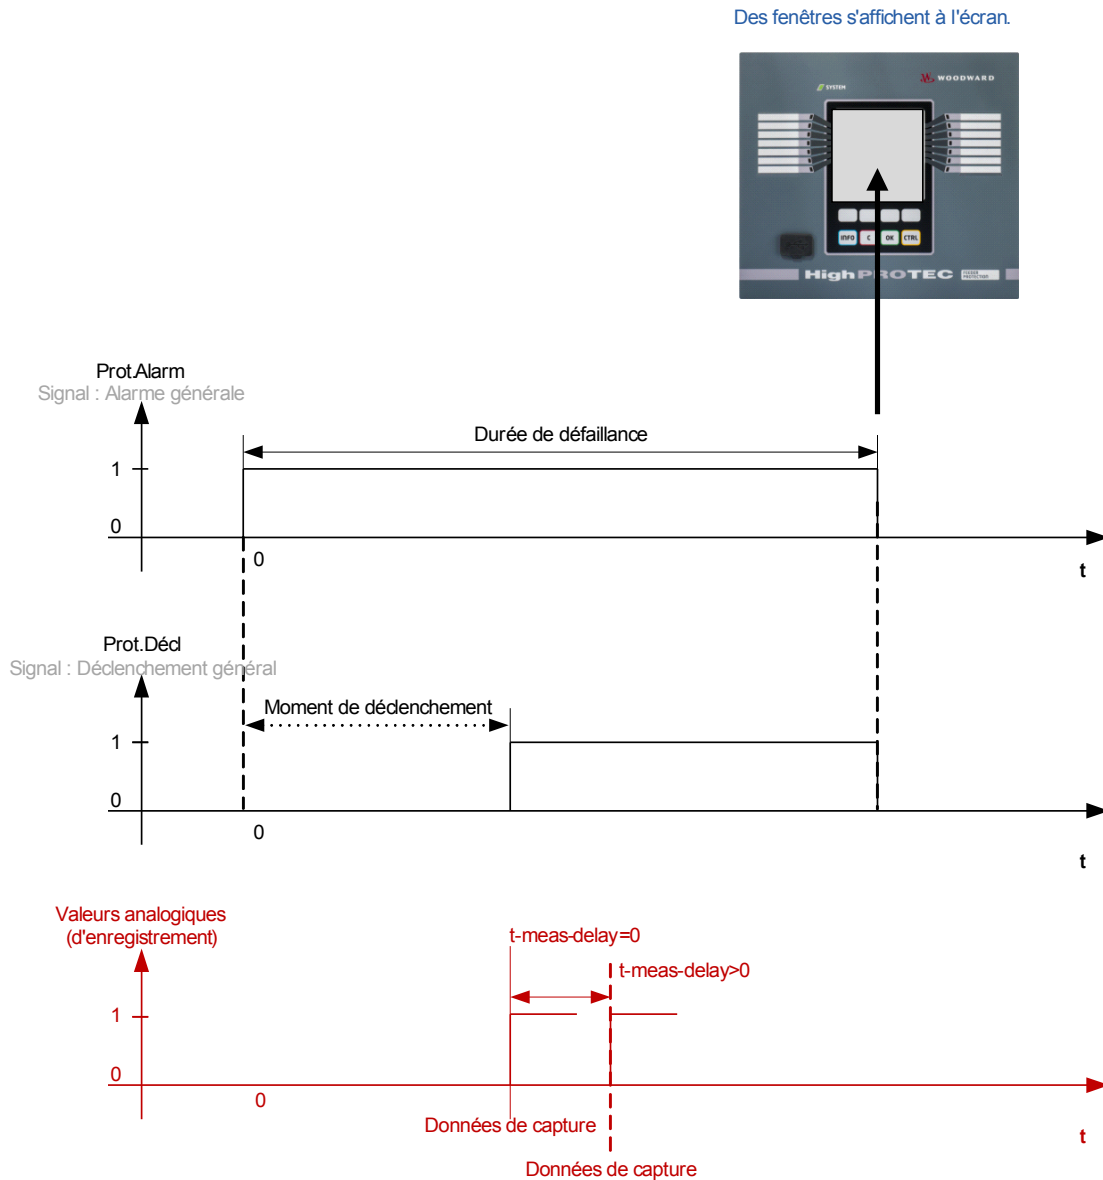 Des fenêtres s'affichent à l'écran.
WOODWARD
SYSTEM
INFO C OK CTRL
HighPROTEC
Prot.Alarm
Signal : Alarme générale
Durée de défaillance
1
0
0
t
Prot.Décl
Signal : Déclenchement général
Moment de déclenchement
1
0
0
t
Valeurs analogiques
(d'enregistrement)
t-meas-delay=0
t-meas-delay>0
1
0
0
Données de capture
t
Données de capture